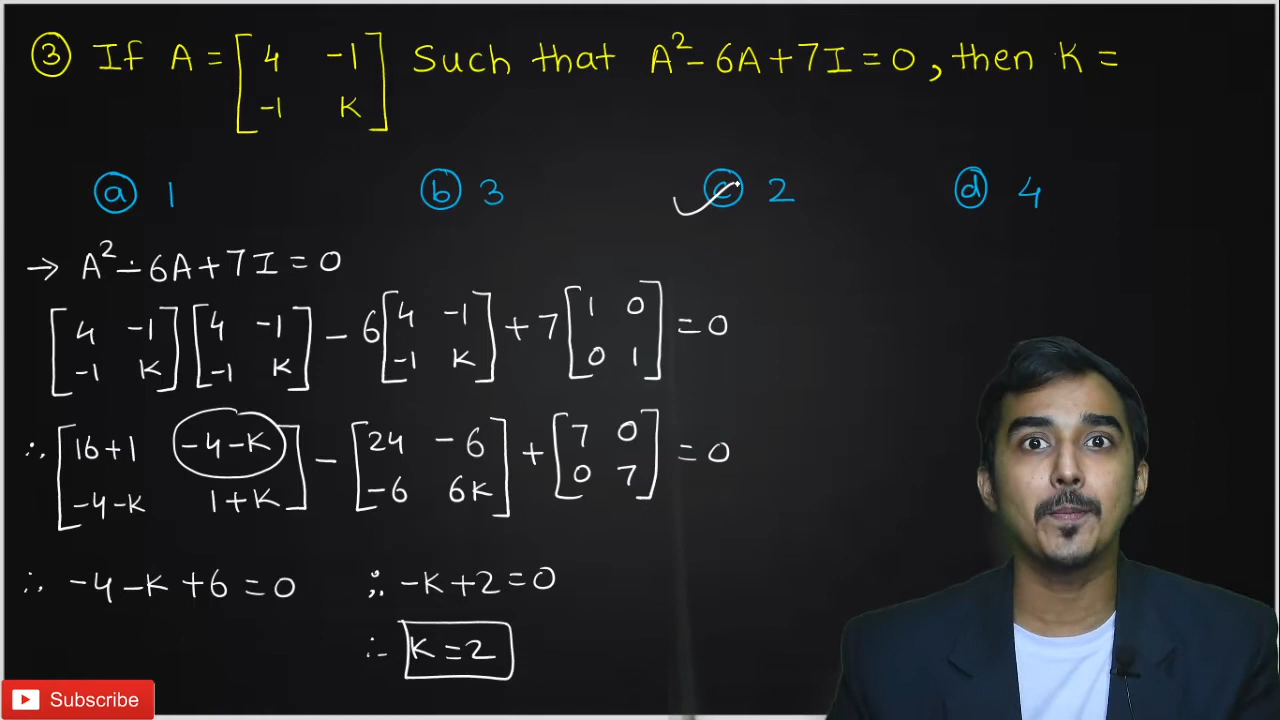 ③ If A = [4 -1; -1 K] Such that A² - 6A + 7I = 0, then K =
ⓐ 1 ⓑ 3 ⓒ 2 ⓓ 4
→ A² - 6A + 7I = 0
[4 -1; -1 K] [4 -1; -1 K] - 6 [4 -1; -1 K] + 7 [1 0; 0 1] = 0
∴ [16+1 -4-K; -4-K 1+K] - [24 -6; -6 6K] + [7 0; 0 7] = 0
∴ -4-K+6 = 0 ∴ -K+2 = 0
∴ K = 2
Subscribe